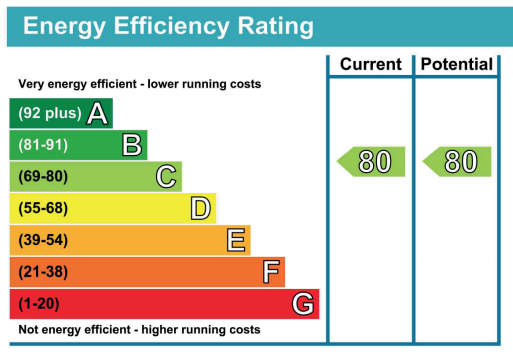 Energy Efficiency Rating
Current Potential
Very energy efficient - lower running costs
(92 plus) A
(81-91) B
(69-80) C
80 80
(55-68) D
(39-54) E
(21-38) F
(1-20) G
Not energy efficient - higher running costs